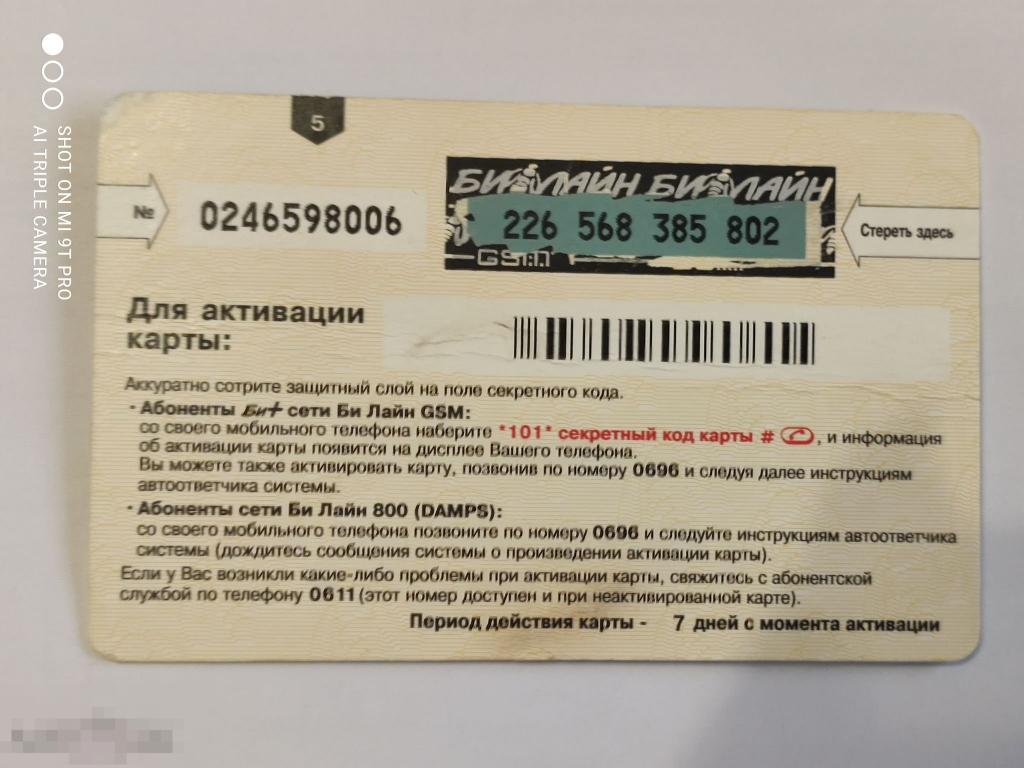 SHOT ON MI 9T PRO
AI TRIPLE CAMERA
5
№
0246598006
БИЛАЙН БИЛАЙН
226 568 385 802
GSM
Стереть здесь
Для активации
карты:
Аккуратно сотрите защитный слой на поле секретного кода.
· Абоненты Би+ сети Би Лайн GSM:
со своего мобильного телефона наберите *101* секретный код карты # , и информация
об активации карты появится на дисплее Вашего телефона.
Вы можете также активировать карту, позвонив по номеру 0696 и следуя далее инструкциям
автоответчика системы.
· Абоненты сети Би Лайн 800 (DAMPS):
со своего мобильного телефона позвоните по номеру 0696 и следуйте инструкциям автоответчика
системы (дождитесь сообщения системы о произведении активации карты).
Если у Вас возникли какие-либо проблемы при активации карты, свяжитесь с абонентской
службой по телефону 0611 (этот номер доступен и при неактивированной карте).
Период действия карты - 7 дней с момента активации